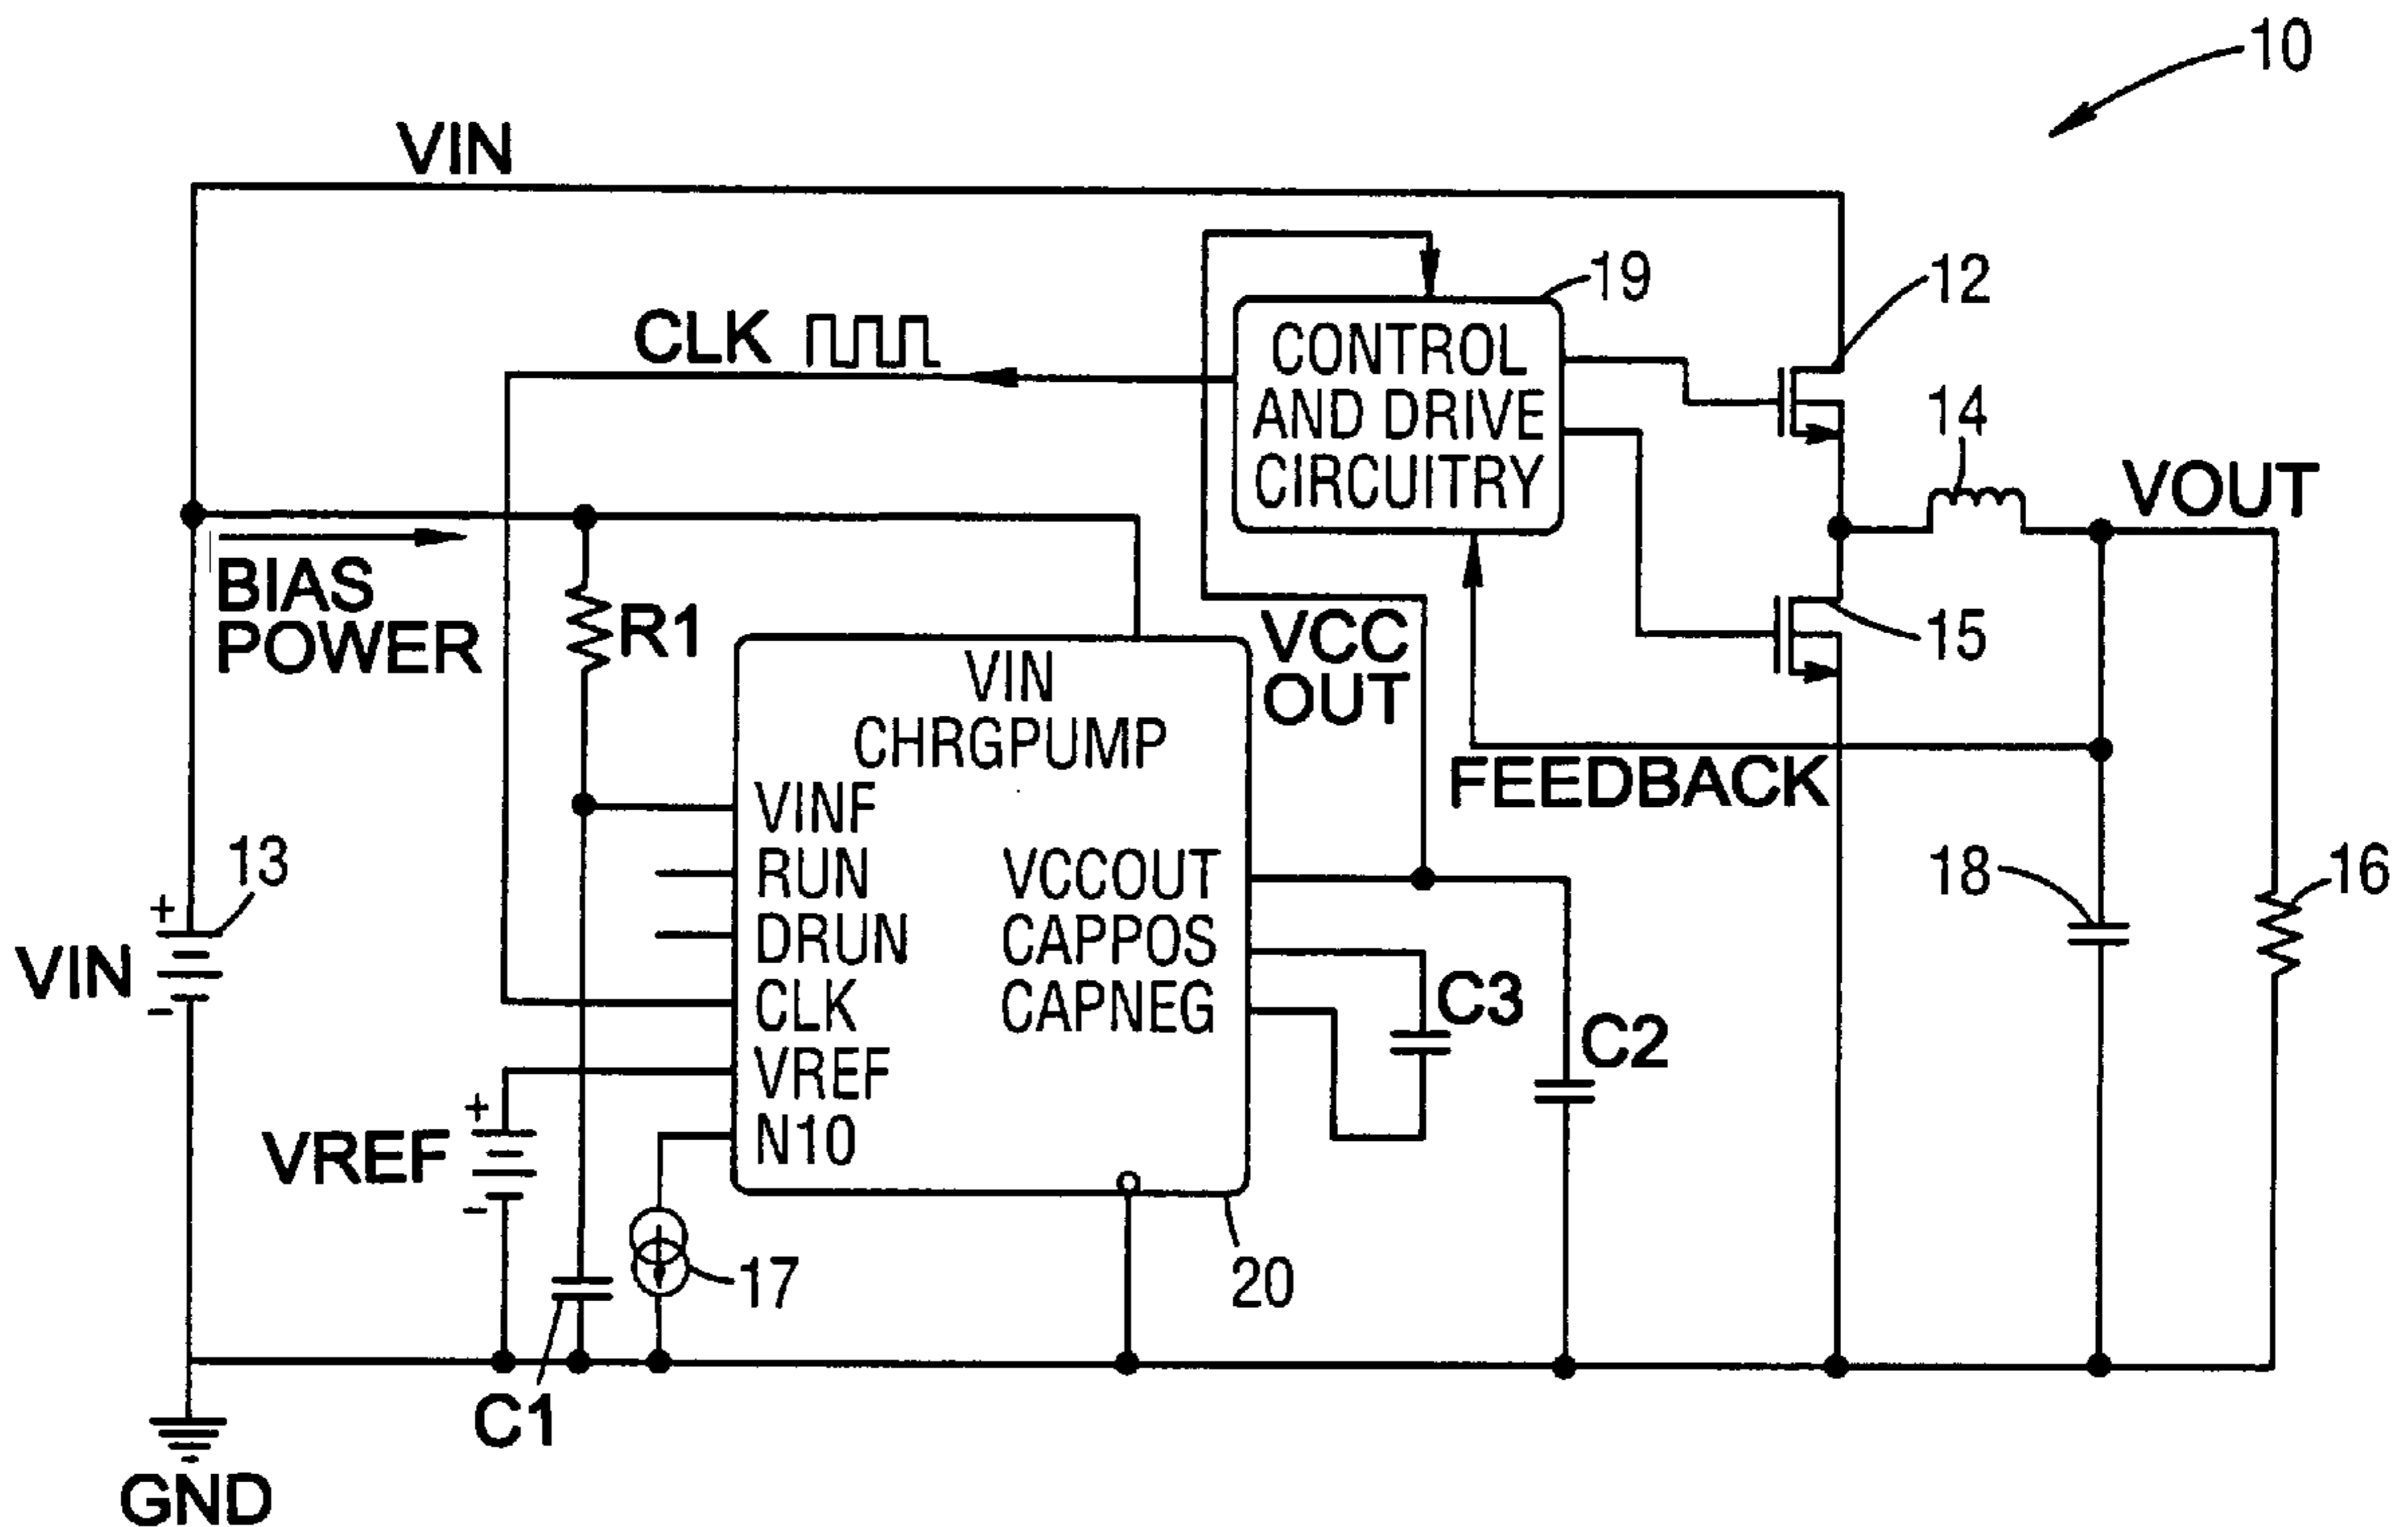 10
VIN
19
12
CLK
CONTROL
AND DRIVE
CIRCUITRY
14
VOUT
BIAS
POWER
R1
VCC
OUT
15
VIN
CHRGPUMP
FEEDBACK
VINF
RUN
DRUN
CLK
VREF
N10
VCCOUT
CAPPOS
CAPNEG
13
+
VIN
-
C3
C2
18
16
+
VREF
-
17
20
C1
GND